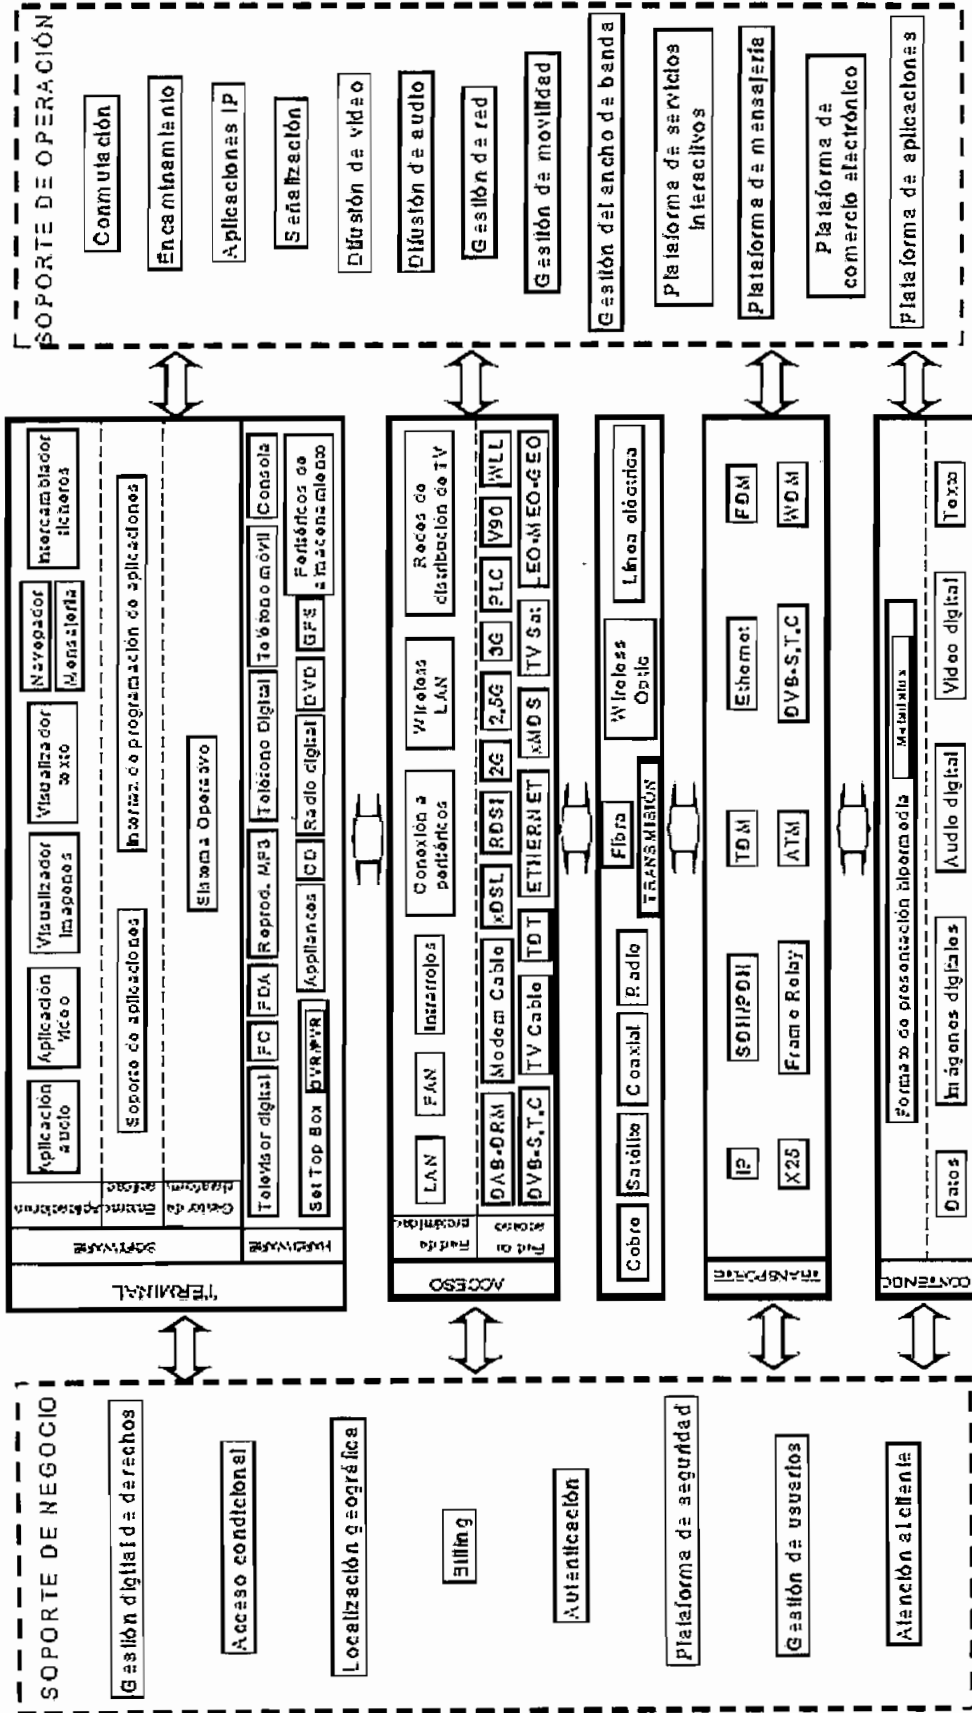 SOPORTE DE NEGOCIO
Gestión digital de derechos
Acceso condicional
Localización geográfica
Billing
Autenticación
Plataforma de seguridad
Gestión de usuarios
Atención al cliente
TERMINAL
SOFTWARE
Aplicación audio
Aplicación Video
Visualizador Imágenes
Visualizador texto
Navegador
Mensajería
Intercambiador ficheros
Soporte de aplicaciones
Interfaz de programación de aplicaciones
Sistema Operativo
HARDWARE
Televisor digital
PC
PDA
Reprod. MP3
Teléfono Digital
Teléfono móvil
Consola
Set Top Box
DVR/PVR
Appliances
CD
Radio digital
DVD
GPS
Periféricos de almacenamiento
ACCESO
Red de proximidad
LAN
PAN
Infrarrojos
Conexión a periféricos
Wireless LAN
Redes de distribución de TV
Red de acceso
DAB-DRM
Modem Cable
xDSL
RDSI
2G
2,5G
3G
PLC
V90
WLL
DVB-S,T,C
TV Cable
TDT
ETHERNET
xMDS
TV Sat
LEO-MEO-GEO
Cobre
Satélite
Coaxial
Radio
Fibra
TRANSMISIÓN
Wireless Optic
Línea eléctrica
TRANSPORTE
IP
SDH/PDH
TDM
Ethernet
FDM
X25
Frame Relay
ATM
DVB-S,T,C
WDM
CONTENIDO
Formato de presentación hipermedia
Metadatos
Datos
Imágenes digitales
Audio digital
Video digital
Texto
SOPORTE DE OPERACIÓN
Conmutación
Encaminamiento
Aplicaciones IP
Señalización
Difusión de video
Difusión de audio
Gestión de red
Gestión de movilidad
Gestión del ancho de banda
Plataforma de servicios
Interactivos
Plataforma de mensajería
Plataforma de
comercio electrónico
Plataforma de aplicaciones